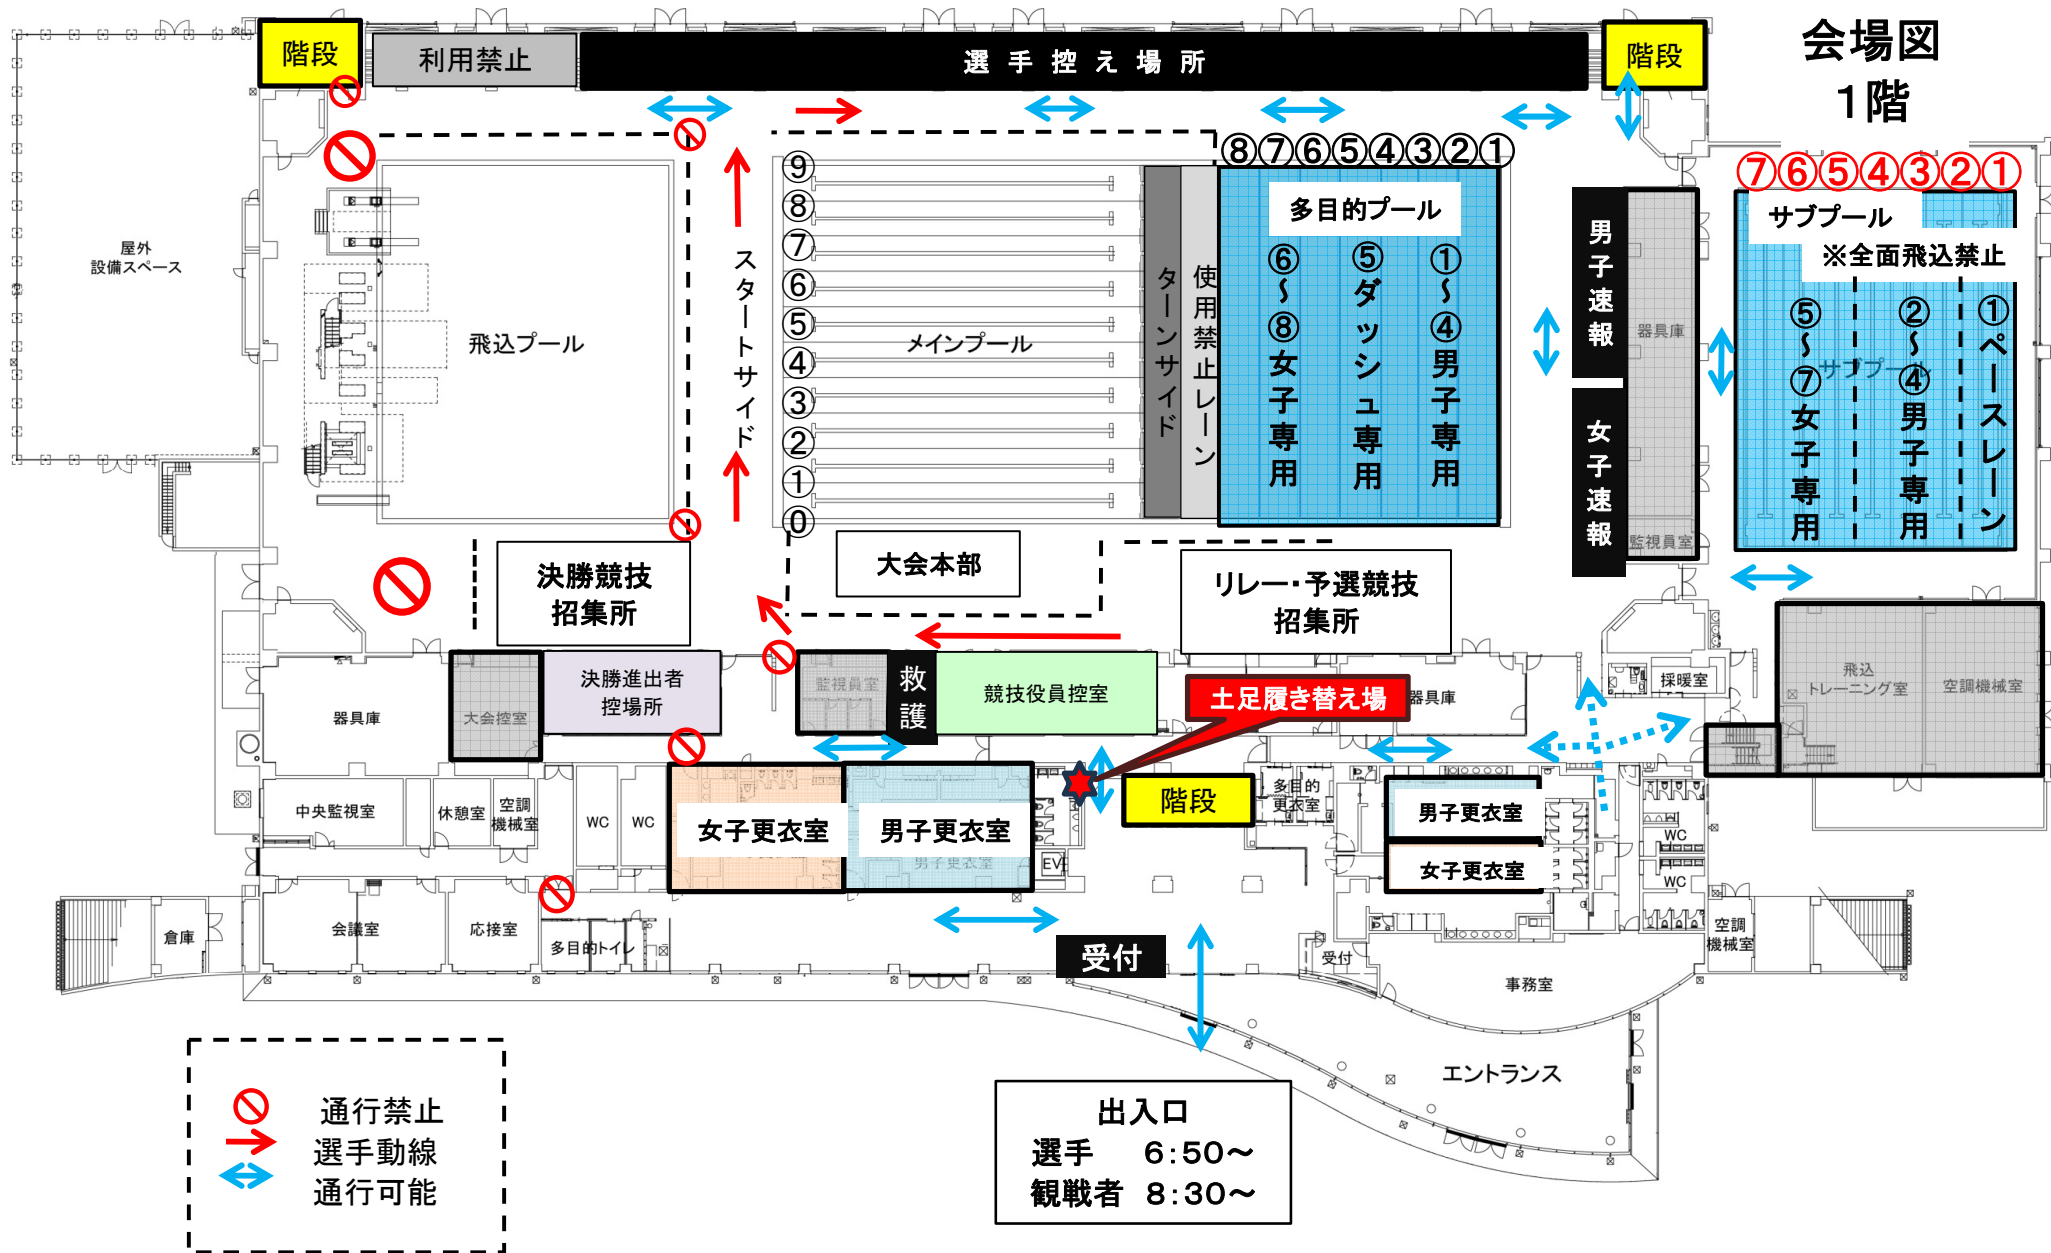 会場図
1階
階段
利用禁止
選手控え場所
階段
⑧⑦⑥⑤④③②①
⑦⑥⑤④③②①
屋外
設備スペース
飛込プール
スタートサイド
⑨
⑧
⑦
⑥
⑤
④
③
②
①
⓪
メインプール
ターンサイド
使用禁止レーン
多目的プール
⑥～⑧女子専用
⑤ダッシュ専用
①～④男子専用
男子速報
女子速報
器具庫
監視員室
サブプール
※全面飛込禁止
サブプール
⑤～⑦女子専用
②～④男子専用
①ペースレーン
決勝競技
招集所
大会本部
リレー・予選競技
招集所
器具庫
大会控室
決勝進出者
控場所
監視員室
救護
競技役員控室
土足履き替え場
器具庫
採暖室
飛込
トレーニング室
空調機械室
中央監視室
休憩室
空調
機械室
WC
WC
女子更衣室
男子更衣室
男子更衣室
EV
階段
多目的
更衣室
男子更衣室
女子更衣室
WC
WC
倉庫
会議室
応接室
多目的トイレ
受付
受付
事務室
空調
機械室
エントランス
通行禁止
選手動線
通行可能
出入口
選手 6:50～
観戦者 8:30～